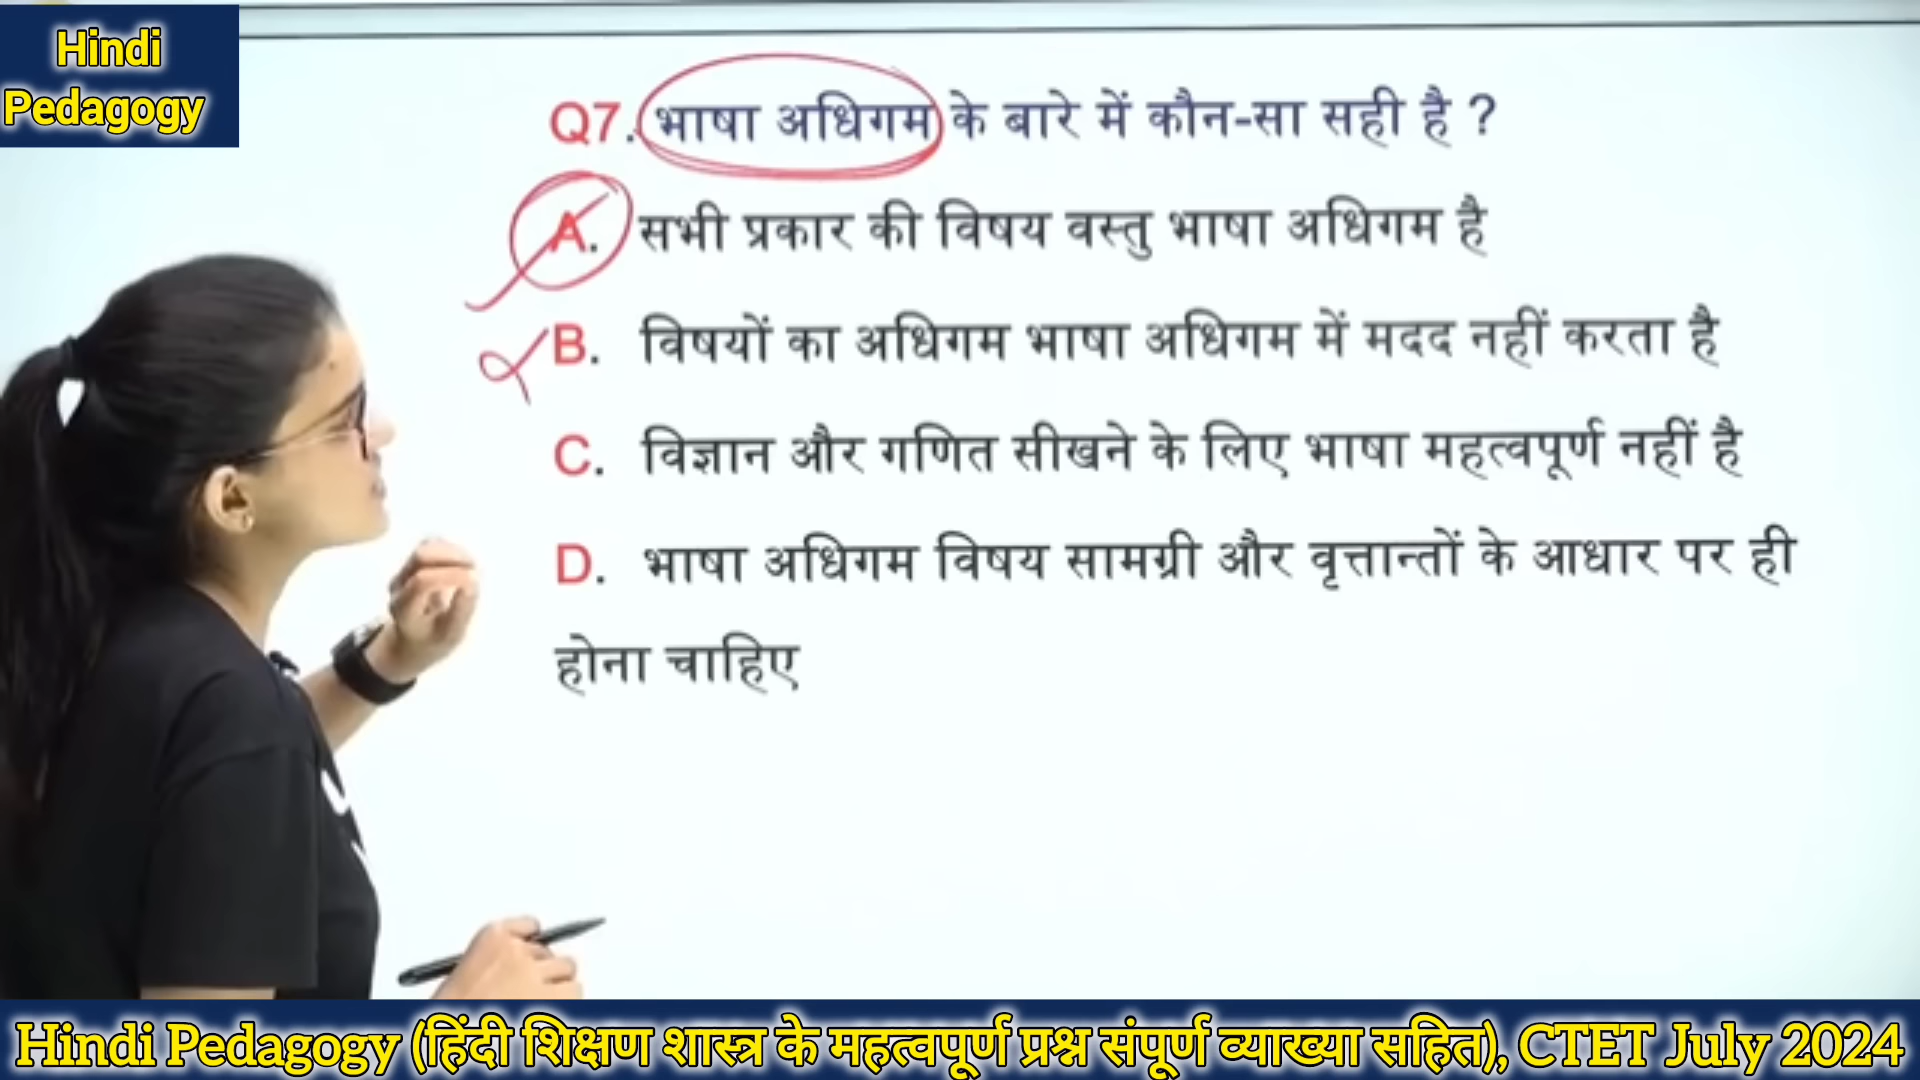 Hindi
Pedagogy
Q7. भाषा अधिगम के बारे में कौन-सा सही है ?
A. सभी प्रकार की विषय वस्तु भाषा अधिगम है
B. विषयों का अधिगम भाषा अधिगम में मदद नहीं करता है
C. विज्ञान और गणित सीखने के लिए भाषा महत्वपूर्ण नहीं है
D. भाषा अधिगम विषय सामग्री और वृत्तान्तों के आधार पर ही
होना चाहिए
Hindi Pedagogy (हिंदी शिक्षण शास्त्र के महत्वपूर्ण प्रश्न संपूर्ण व्याख्या सहित), CTET July 2024